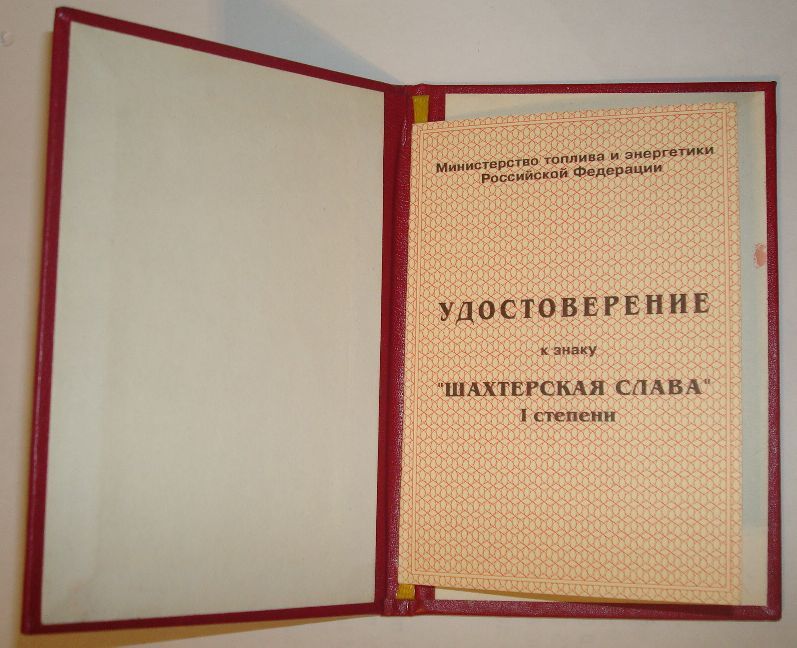 Министерство топлива и энергетики
Российской Федерации
УДОСТОВЕРЕНИЕ
к знаку
"ШАХТЕРСКАЯ СЛАВА"
I степени